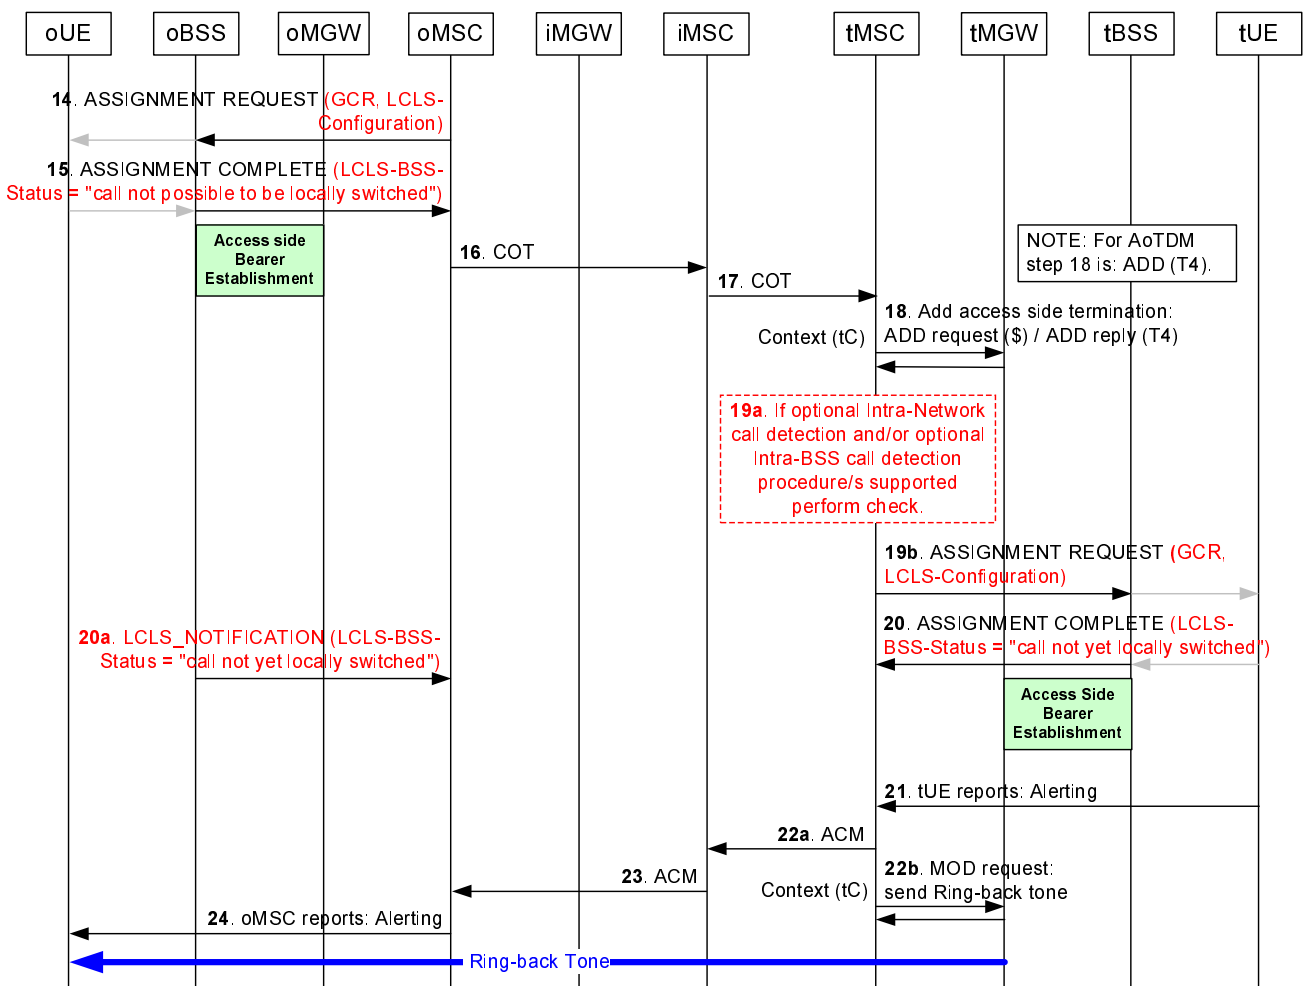 oUE oBSS oMGW oMSC iMGW iMSC tMSC tMGW tBSS tUE
14. ASSIGNMENT REQUEST (GCR, LCLS-
Configuration)
15. ASSIGNMENT COMPLETE (LCLS-BSS-
Status = "call not possible to be locally switched")
Access side
Bearer
Establishment
16. COT
NOTE: For AoTDM
step 18 is: ADD (T4).
17. COT
18. Add access side termination:
ADD request ($) / ADD reply (T4)
Context (tC)
19a. If optional Intra-Network
call detection and/or optional
Intra-BSS call detection
procedure/s supported
perform check.
19b. ASSIGNMENT REQUEST (GCR,
LCLS-Configuration)
20. ASSIGNMENT COMPLETE (LCLS-
BSS-Status = "call not yet locally switched")
20a. LCLS_NOTIFICATION (LCLS-BSS-
Status = "call not yet locally switched")
Access Side
Bearer
Establishment
21. tUE reports: Alerting
22a. ACM
22b. MOD request:
send Ring-back tone
Context (tC)
23. ACM
24. oMSC reports: Alerting
Ring-back Tone